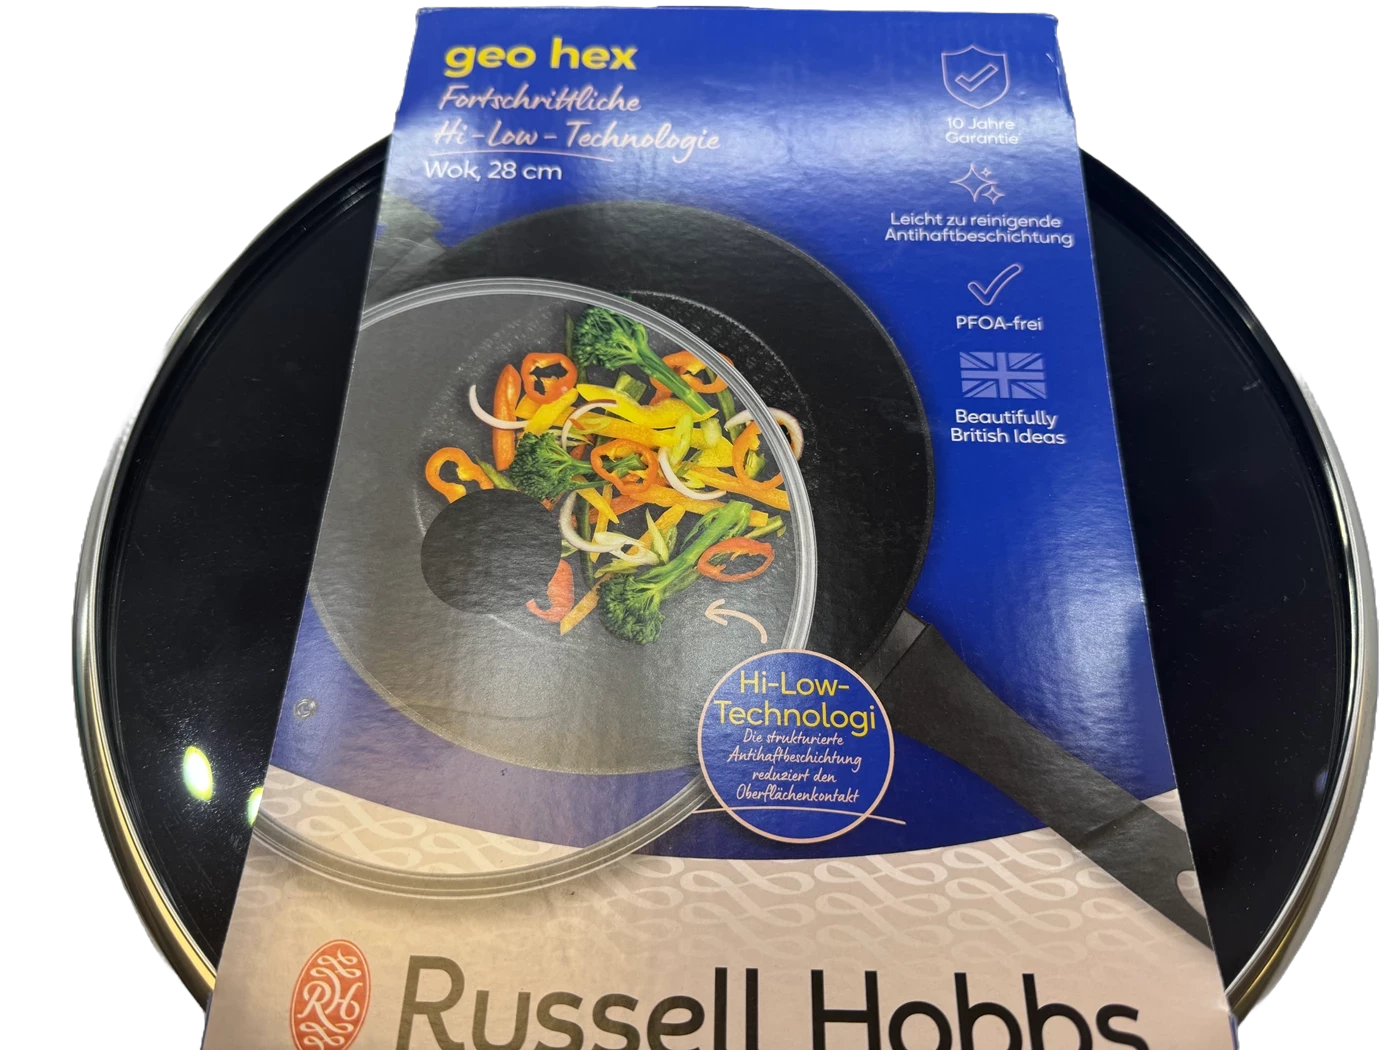 geo hex
Fortschrittliche
Hi-Low-Technologie
Wok, 28 cm
10 Jahre
Garantie
Leicht zu reinigende
Antihaftbeschichtung
PFOA-frei
Beautifully
British Ideas
Hi-Low-
Technologi
Die strukturierte
Antihaftbeschichtung
reduziert den
Oberflächenkontakt
RH
Russell Hobbs